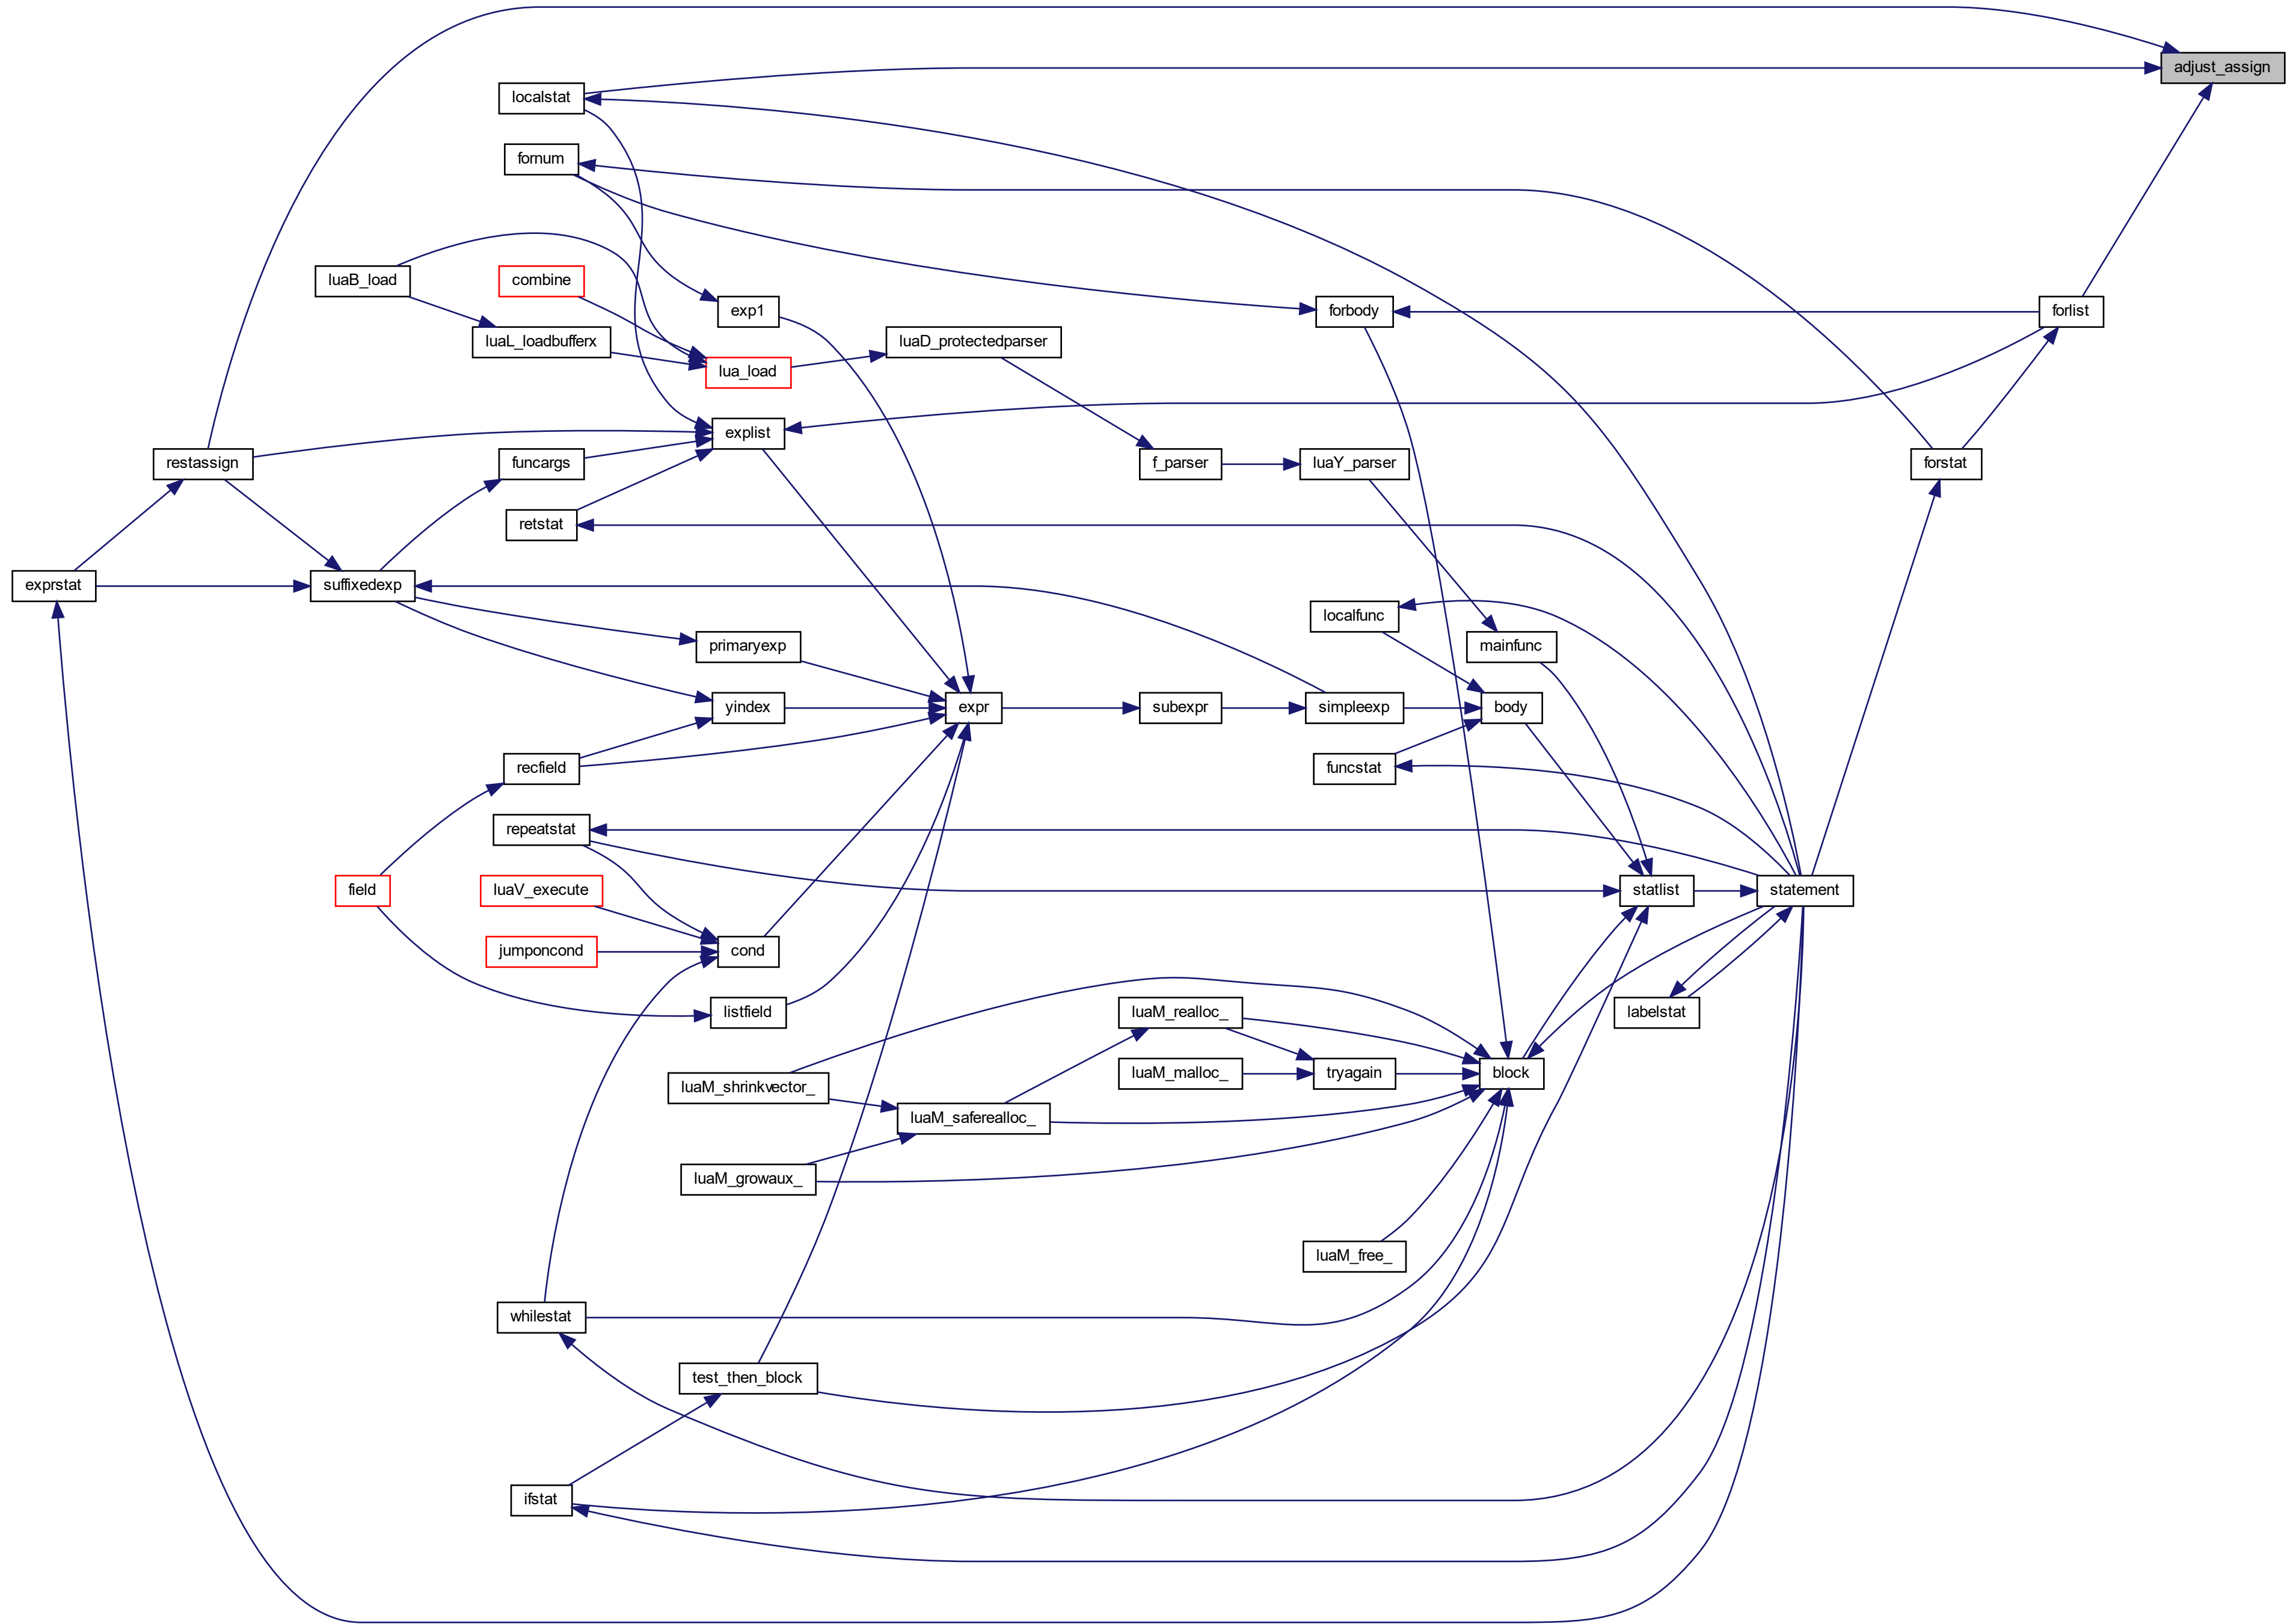 adjust_assign
localstat
fornum
luaB_load
combine
exp1
forbody
forlist
luaL_loadbufferx
luaD_protectedparser
lua_load
explist
restassign
funcargs
f_parser
luaY_parser
forstat
retstat
exprstat
suffixedexp
localfunc
primaryexp
mainfunc
yindex
expr
subexpr
simpleexp
body
recfield
funcstat
repeatstat
field
luaV_execute
statlist
statement
jumponcond
cond
listfield
luaM_realloc_
labelstat
luaM_shrinkvector_
luaM_malloc_
tryagain
block
luaM_saferealloc_
luaM_growaux_
luaM_free_
whilestat
test_then_block
ifstat